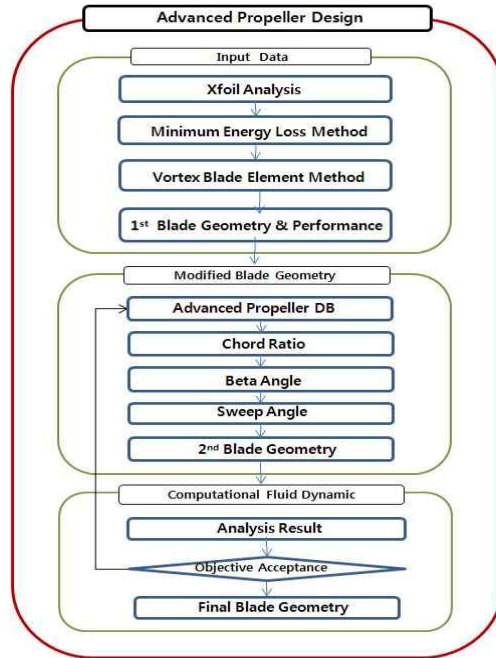 Advanced Propeller Design
Input Data
Xfoil Analysis
Minimum Energy Loss Method
Vortex Blade Element Method
1st Blade Geometry & Performance
Modified Blade Geometry
Advanced Propeller DB
Chord Ratio
Beta Angle
Sweep Angle
2nd Blade Geometry
Computational Fluid Dynamic
Analysis Result
Objective Acceptance
Final Blade Geometry